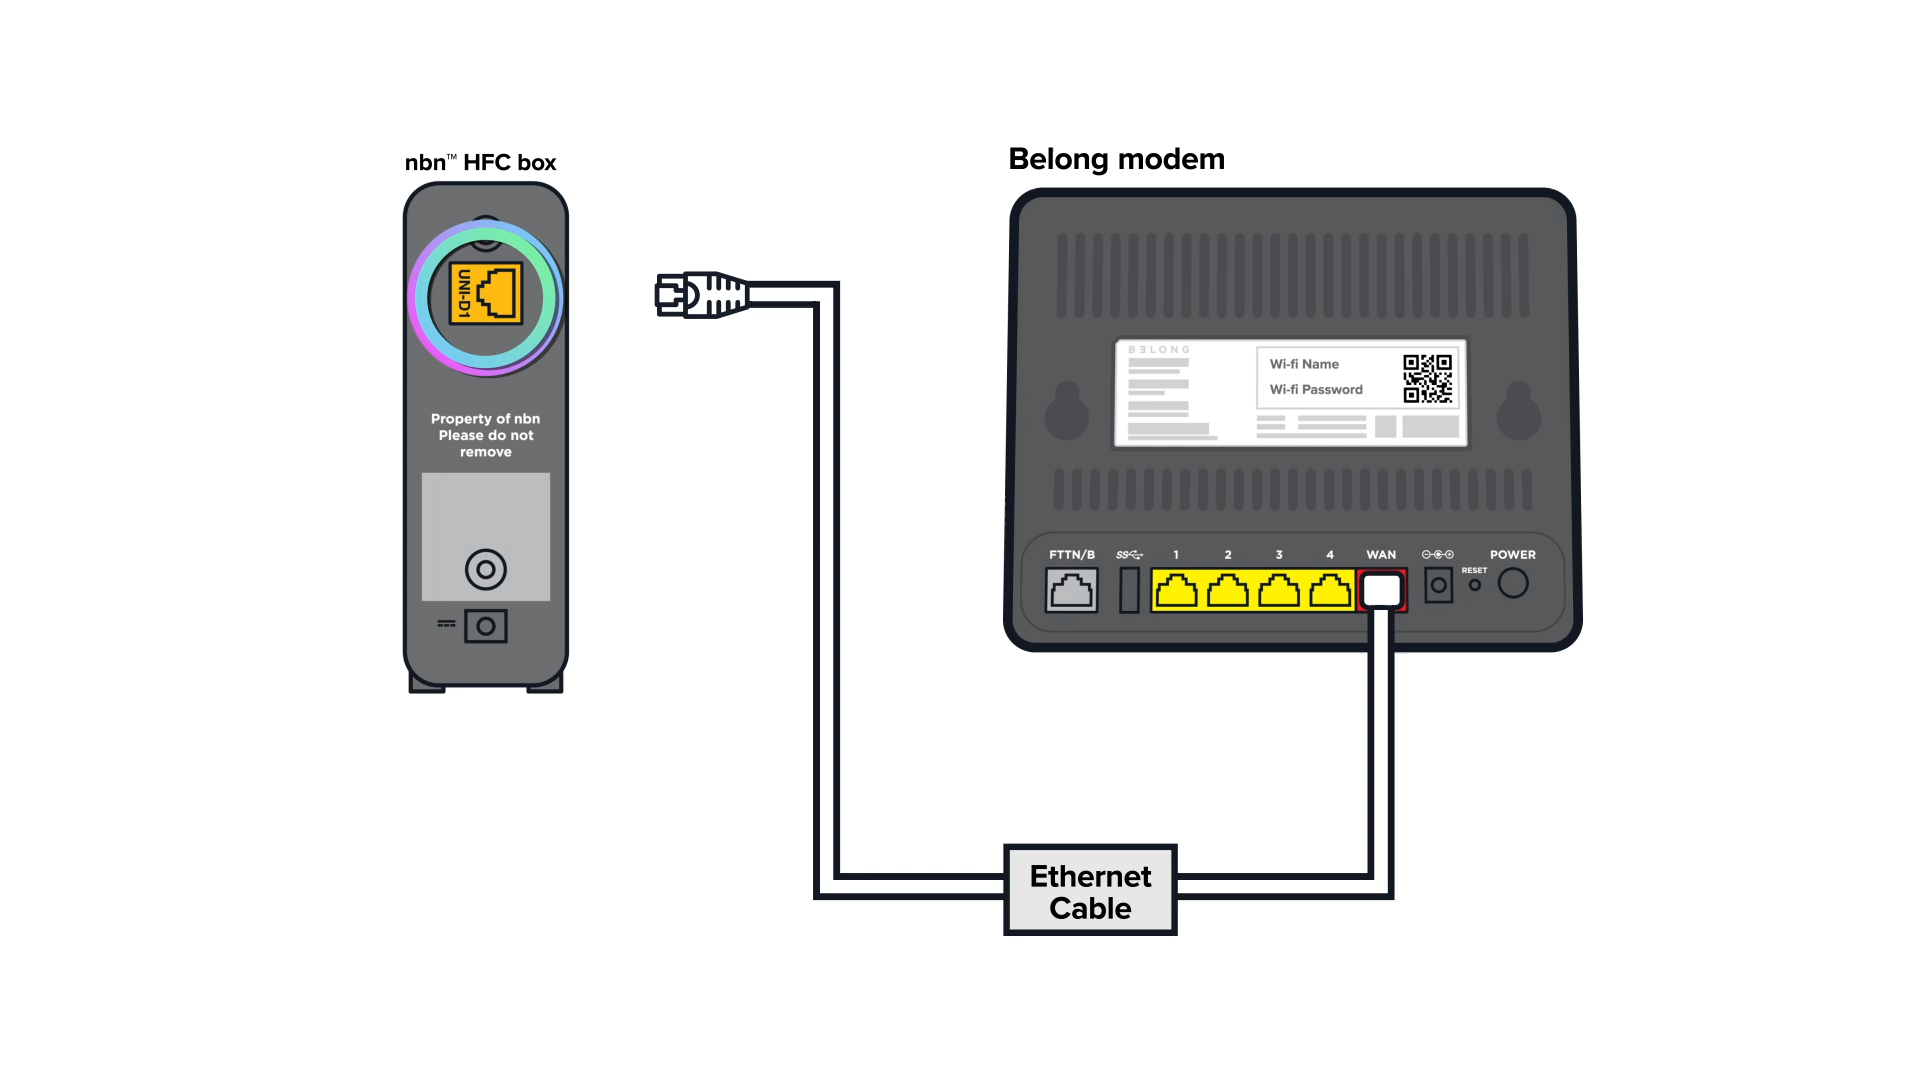 nbn™ HFC box
UNI-D1
Property of nbn
Please do not
remove
Belong modem
BELONG
Wi-fi Name
Wi-fi Password
FTTN/B
SS
1
2
3
4
WAN
RESET
POWER
Ethernet
Cable